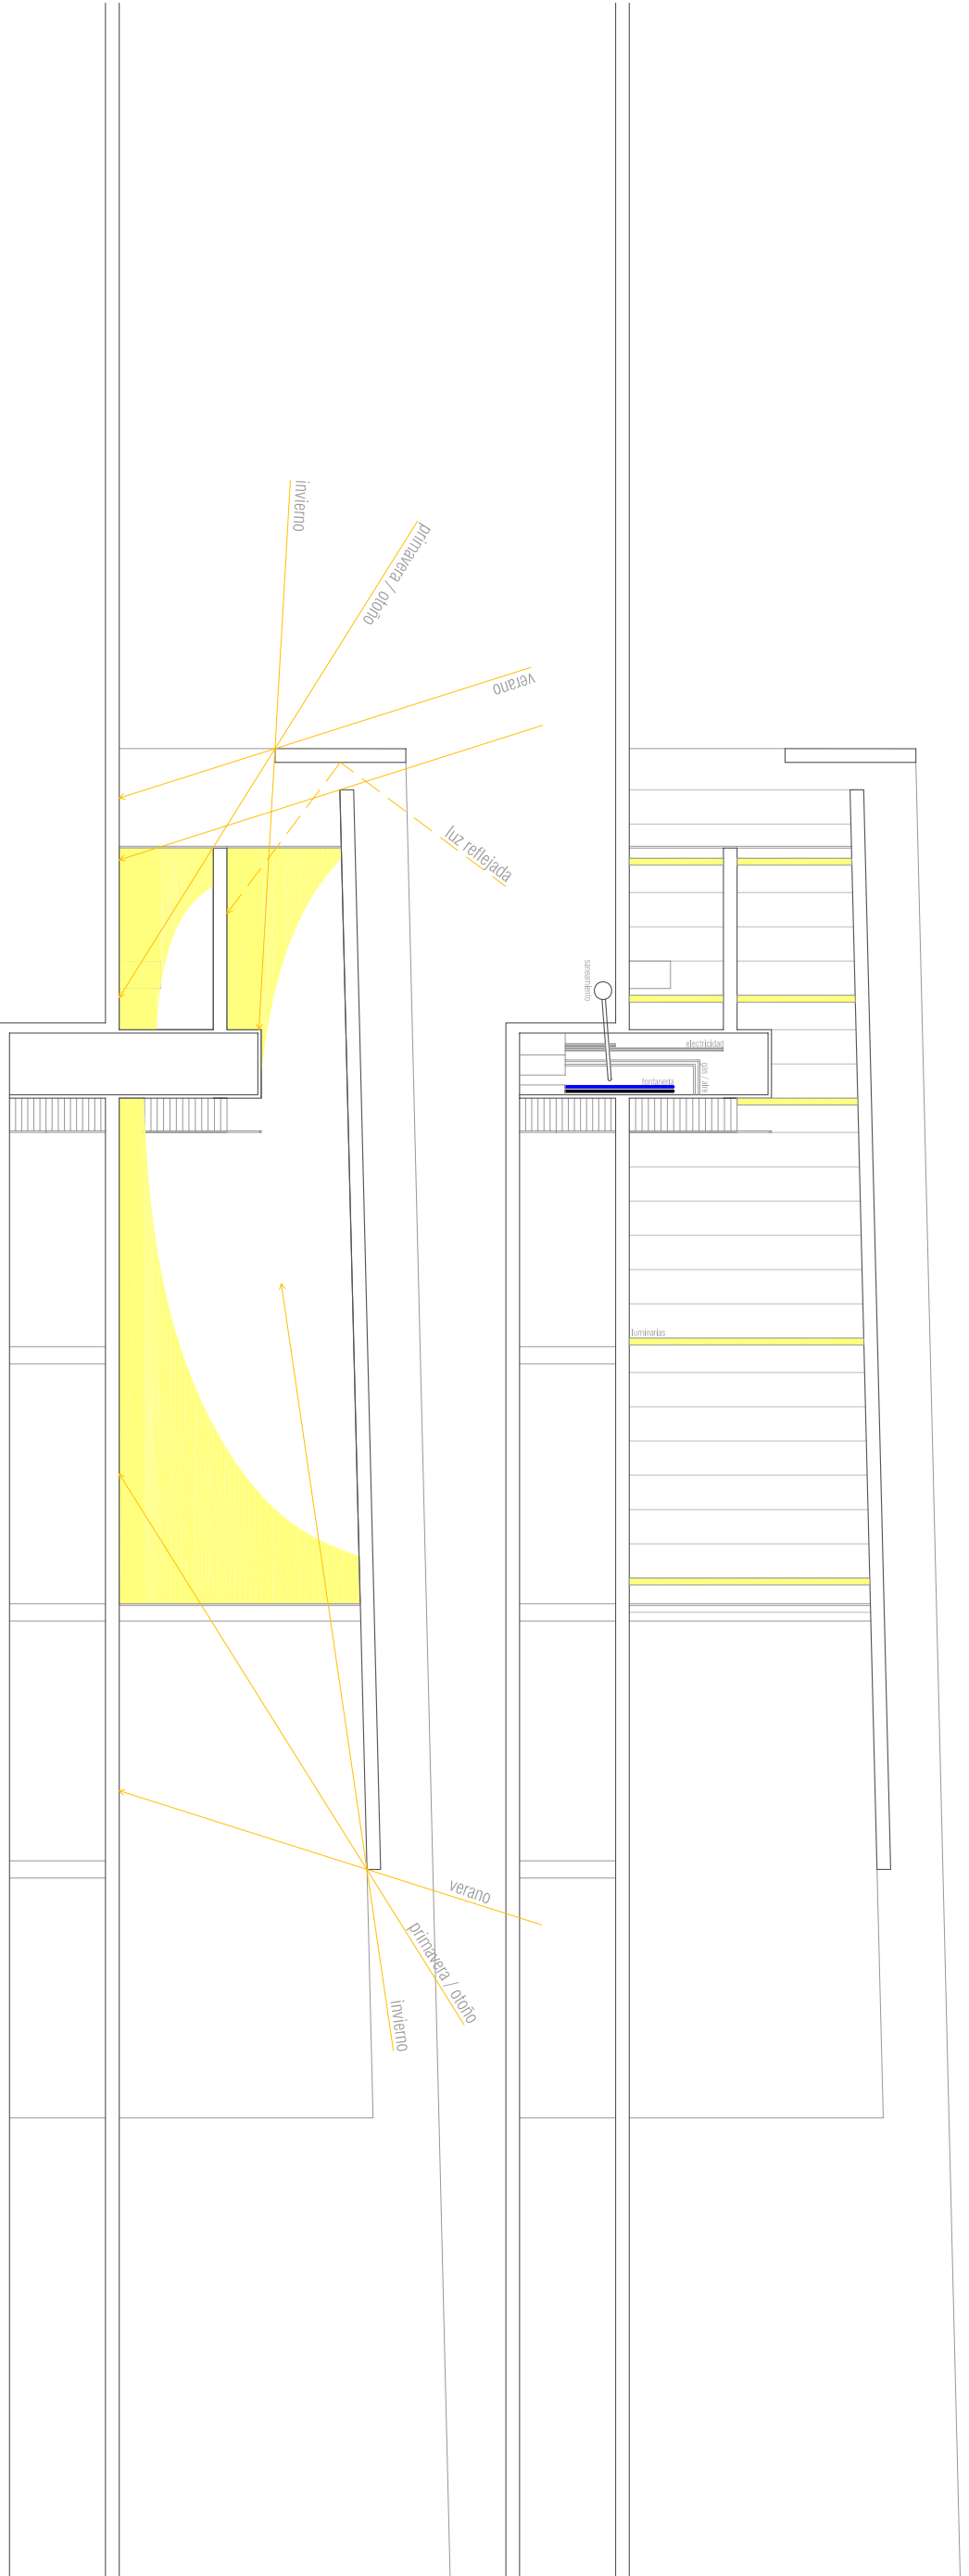 invierno
primavera / otoño
verano
luz reflejada
verano
primavera / otoño
invierno
saneamiento
electricidad
gas / aire
fontanería
luminarias